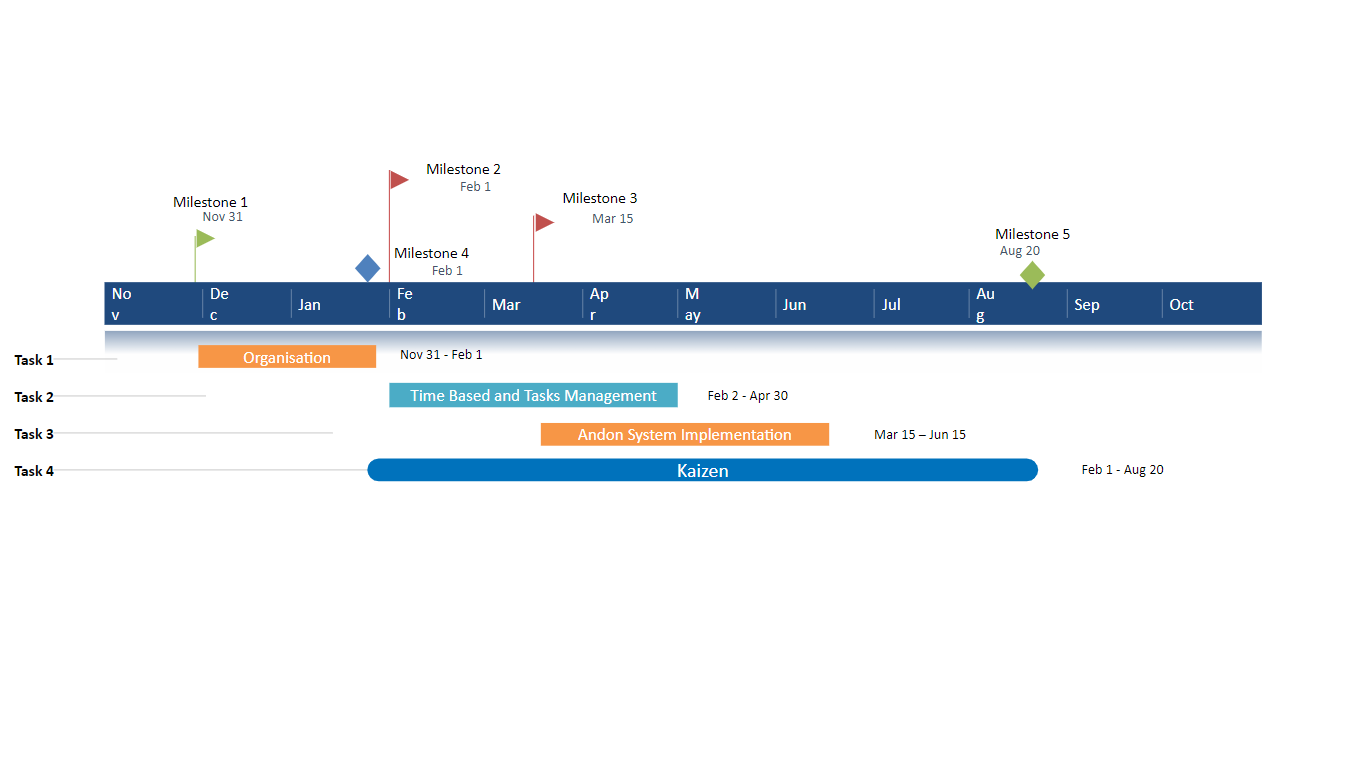 Milestone 2
Feb 1
Milestone 3
Mar 15
Milestone 1
Nov 31
Milestone 5
Aug 20
Milestone 4
Feb 1
No
v
De
c
Jan
Fe
b
Mar
Ap
r
M
ay
Jun
Jul
Au
g
Sep
Oct
Task 1
Organisation
Nov 31 - Feb 1
Task 2
Time Based and Tasks Management
Feb 2 - Apr 30
Task 3
Andon System Implementation
Mar 15 – Jun 15
Task 4
Kaizen
Feb 1 - Aug 20